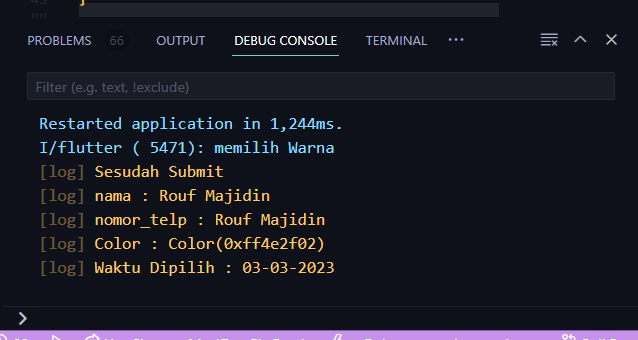 PROBLEMS 66 OUTPUT DEBUG CONSOLE TERMINAL ...
Filter (e.g. text, !exclude)
Restarted application in 1,244ms.
I/flutter ( 5471): memilih Warna
[log] Sesudah Submit
[log] nama : Rouf Majidin
[log] nomor_telp : Rouf Majidin
[log] Color : Color(0xff4e2f02)
[log] Waktu Dipilih : 03-03-2023
>